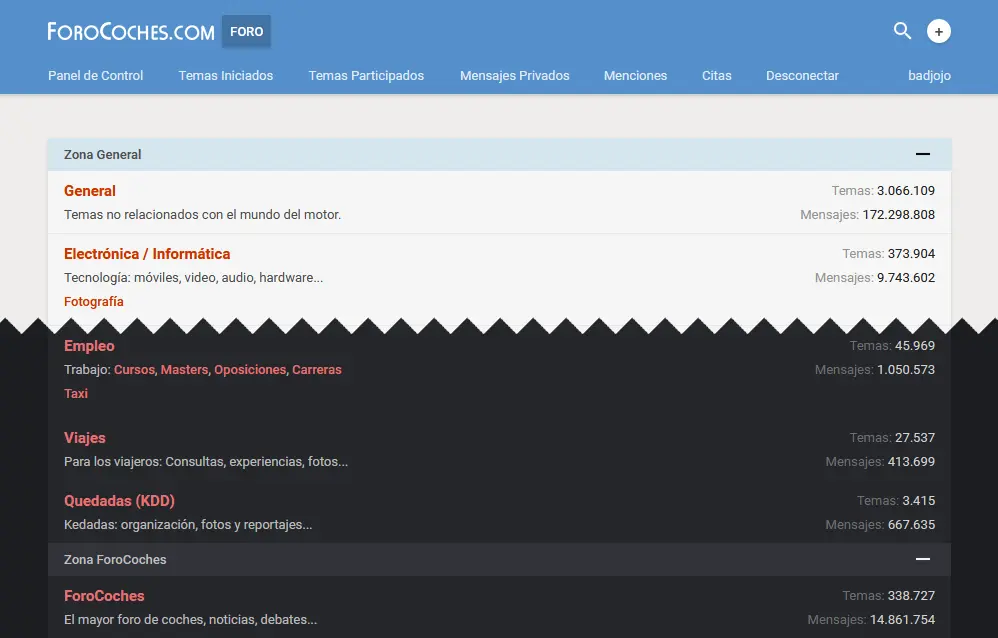 FOROCOCHES.COM FORO
Panel de Control Temas Iniciados Temas Participados Mensajes Privados Menciones Citas Desconectar badjojo
Zona General
General Temas: 3.066.109
Temas no relacionados con el mundo del motor. Mensajes: 172.298.808
Electrónica / Informática Temas: 373.904
Tecnología: móviles, video, audio, hardware... Mensajes: 9.743.602
Fotografía
Empleo Temas: 45.969
Trabajo: Cursos, Masters, Oposiciones, Carreras Mensajes: 1.050.573
Taxi
Viajes Temas: 27.537
Para los viajeros: Consultas, experiencias, fotos... Mensajes: 413.699
Quedadas (KDD) Temas: 3.415
Kedadas: organización, fotos y reportajes... Mensajes: 667.635
Zona ForoCoches
ForoCoches Temas: 338.727
El mayor foro de coches, noticias, debates... Mensajes: 14.861.754